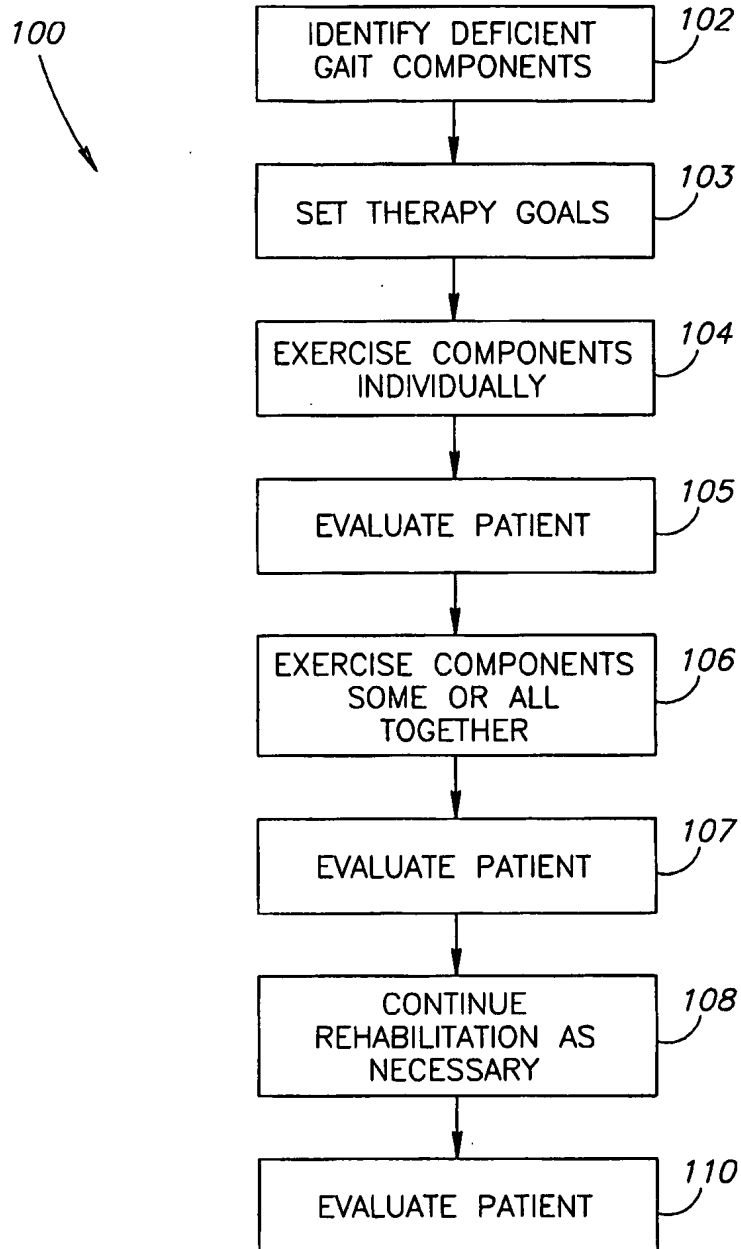 100
IDENTIFY DEFICIENT
GAIT COMPONENTS
102
SET THERAPY GOALS
103
EXERCISE COMPONENTS
INDIVIDUALLY
104
EVALUATE PATIENT
105
EXERCISE COMPONENTS
SOME OR ALL
TOGETHER
106
EVALUATE PATIENT
107
CONTINUE
REHABILITATION AS
NECESSARY
108
EVALUATE PATIENT
110